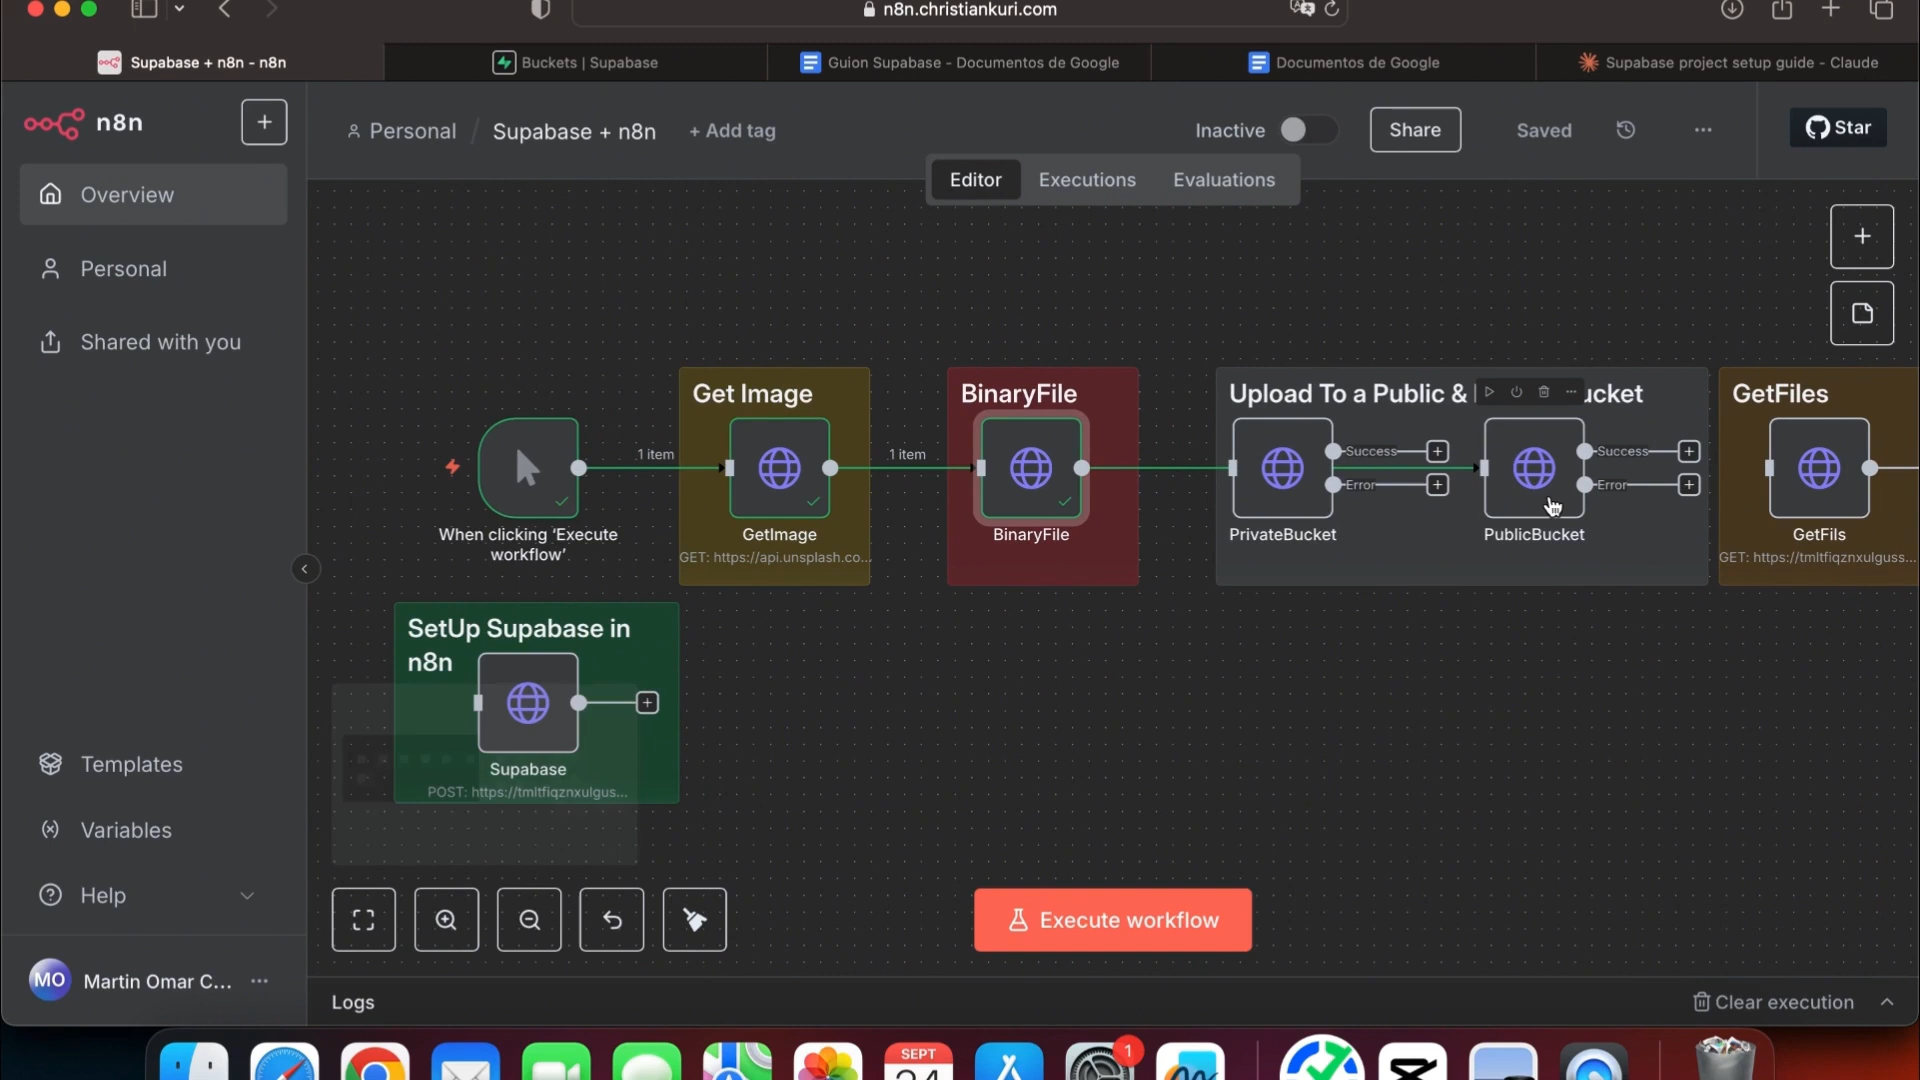 n8n.christiankuri.com
Supabase + n8n - n8n
Buckets | Supabase
Guion Supabase - Documentos de Google
Documentos de Google
Supabase project setup guide - Claude
n8n
Personal / Supabase + n8n + Add tag
Inactive
Share
Saved
Star
Editor
Executions
Evaluations
Overview
Personal
Shared with you
Templates
Variables
Help
MO
Martin Omar C...
Get Image
BinaryFile
Upload To a Public &
ucket
GetFiles
1 item
1 item
Success
Error
Success
Error
When clicking ‘Execute
workflow’
GetImage
GET: https://api.unsplash.co...
BinaryFile
PrivateBucket
PublicBucket
GetFils
GET: https://tmltfiqznxulguss...
SetUp Supabase in
n8n
Supabase
POST: https://tmltfiqznxulgus...
Execute workflow
Logs
Clear execution
SEPT
1